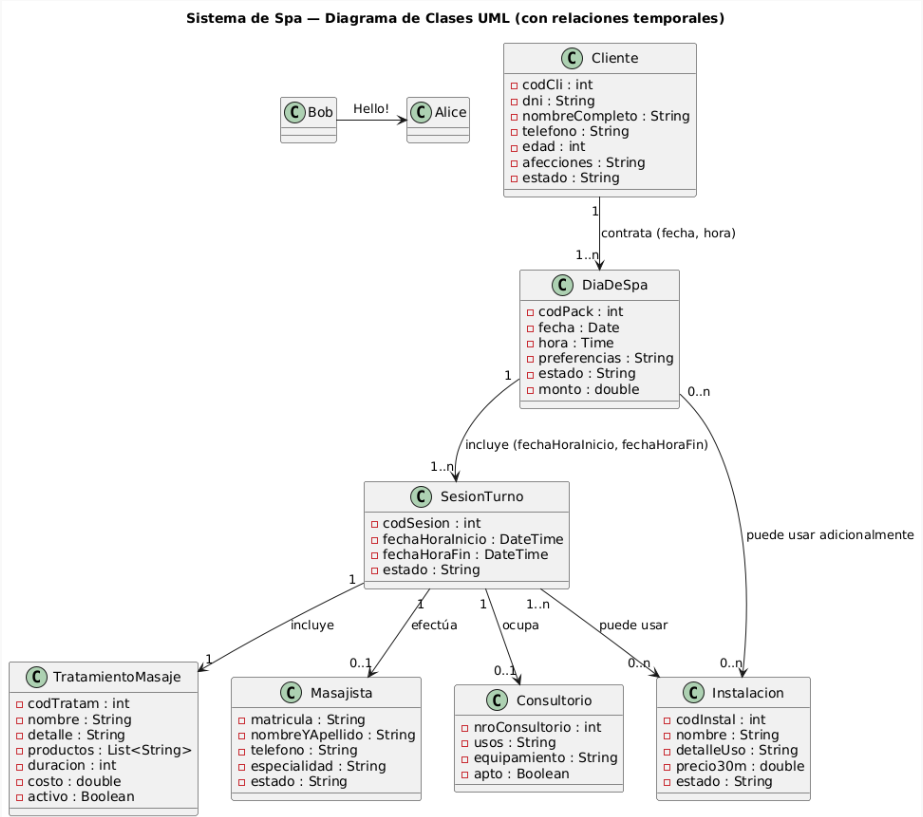 Sistema de Spa — Diagrama de Clases UML (con relaciones temporales)
C Bob
Hello!
C Alice
C Cliente
codCli : int
dni : String
nombreCompleto : String
telefono : String
edad : int
afecciones : String
estado : String
1
contrata (fecha, hora)
1..n
C DiaDeSpa
codPack : int
fecha : Date
hora : Time
preferencias : String
estado : String
monto : double
1
0..n
incluye (fechaHoraInicio, fechaHoraFin)
1..n
C SesionTurno
codSesion : int
fechaHoraInicio : DateTime
fechaHoraFin : DateTime
estado : String
puede usar adicionalmente
1
1
1
1..n
incluye
efectúa
ocupa
puede usar
1
0..1
0..1
0..n
0..n
C TratamientoMasaje
codTratam : int
nombre : String
detalle : String
productos : List<String>
duracion : int
costo : double
activo : Boolean
C Masajista
matricula : String
nombreYApellido : String
telefono : String
especialidad : String
estado : String
C Consultorio
nroConsultorio : int
usos : String
equipamiento : String
apto : Boolean
C Instalacion
codInstal : int
nombre : String
detalleUso : String
precio30m : double
estado : String